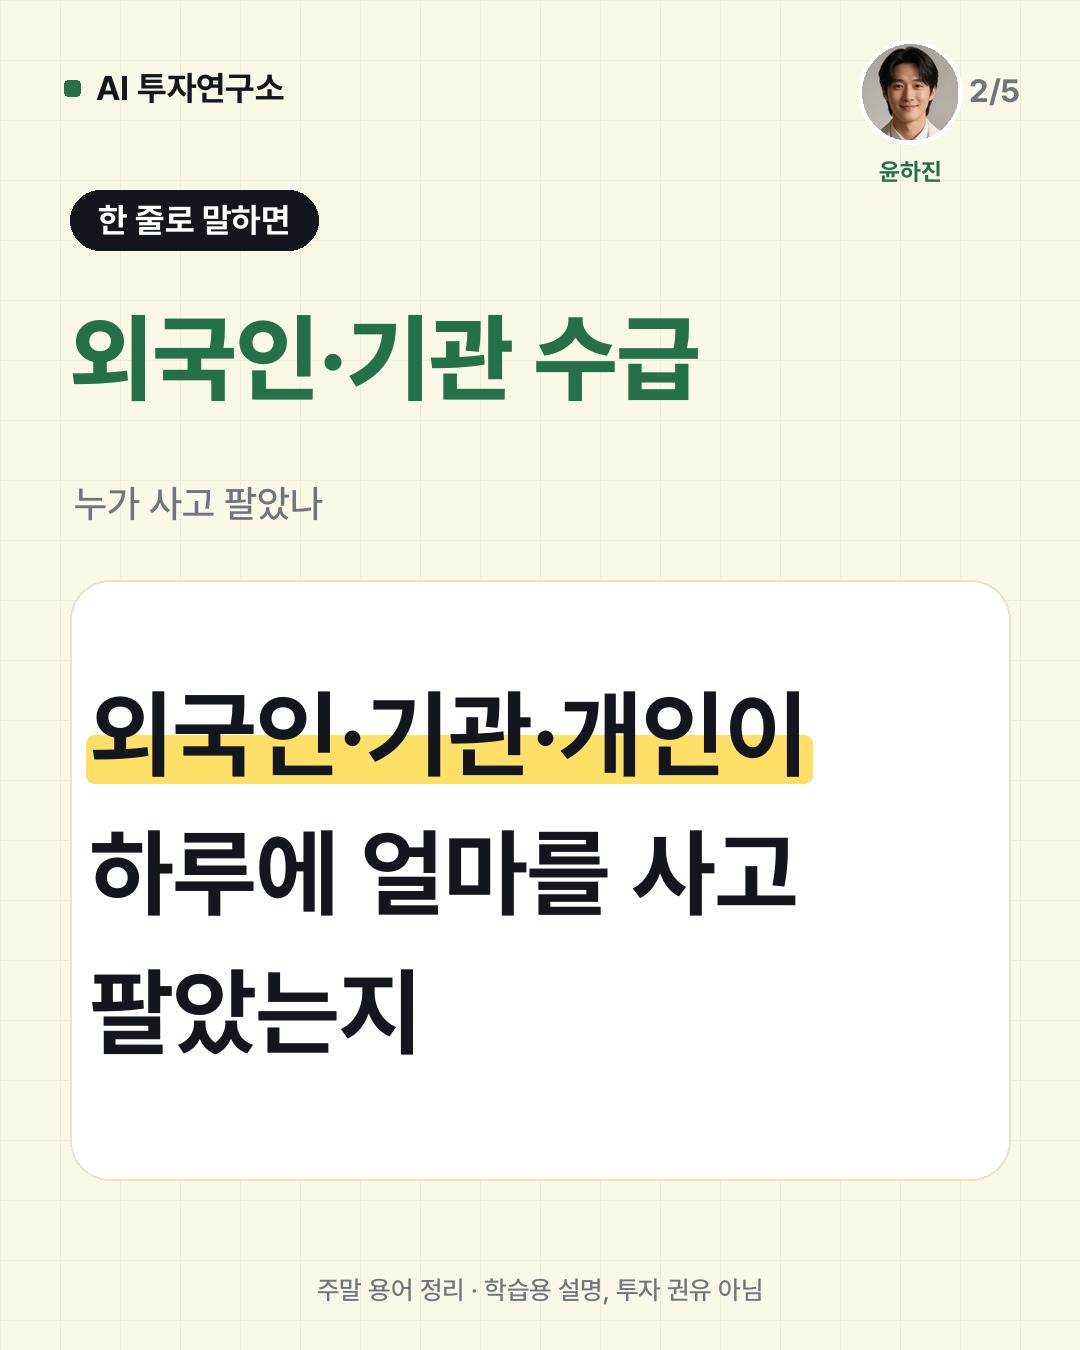 AI 투자연구소
2/5
윤하진
한 줄로 말하면
외국인·기관 수급
누가 사고 팔았나
외국인·기관·개인이
하루에 얼마를 사고
팔았는지
주말 용어 정리 · 학습용 설명, 투자 권유 아님